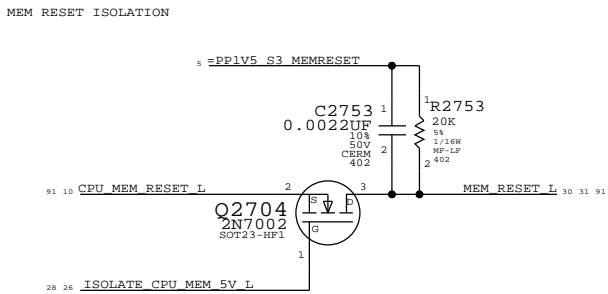 MEM RESET ISOLATION
5 =PP1V5_S3_MEMRESET
C2753
0.0022UF
10%
50V
CERM
402
1
2
1
R2753
20K
5%
1/16W
MF-LF
402
2
91 10 CPU_MEM_RESET_L
2
3
MEM_RESET_L 30 31 91
Q2704
2N7002
SOT23-HF1
S
D
G
1
28 26 ISOLATE_CPU_MEM_5V_L